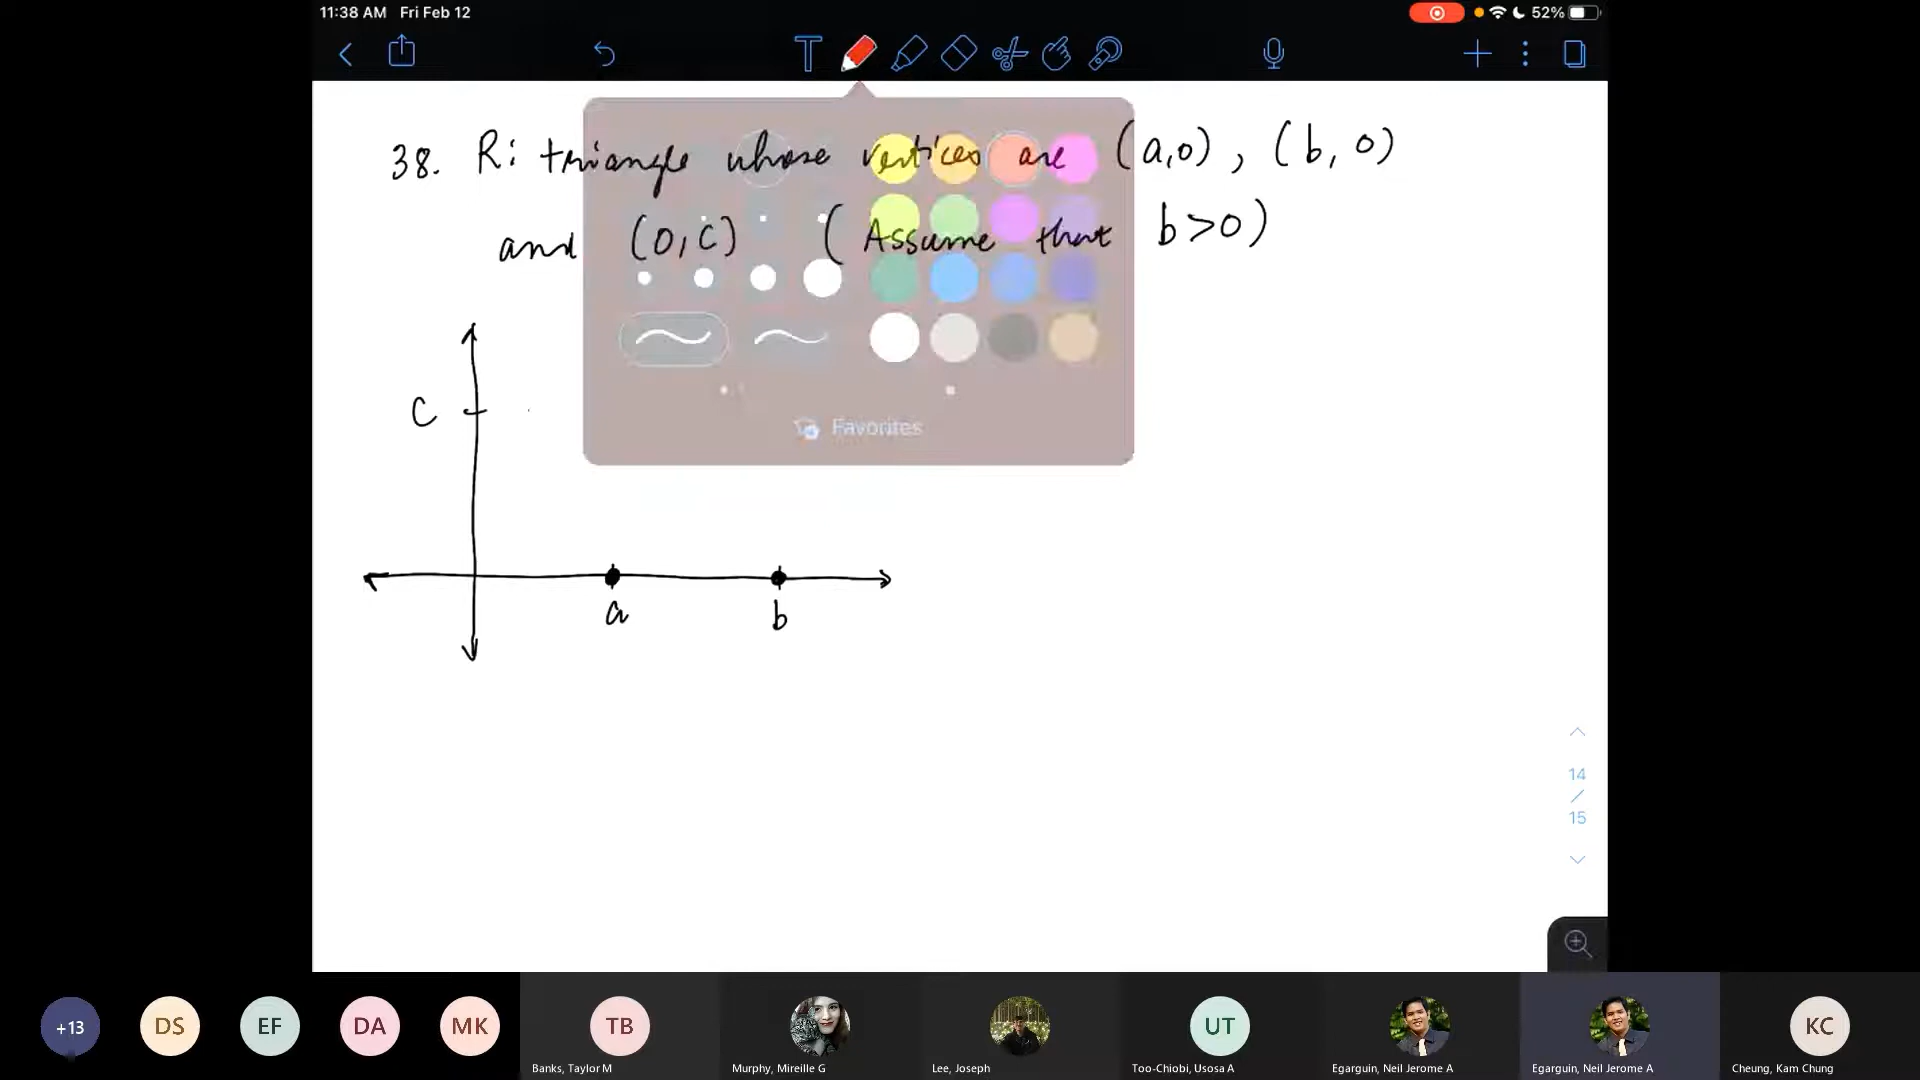 11:38 AM Fri Feb 12
52%
38. R: triangle whose vertices are (a,0), (b, 0)
and (0,c) (Assume that b>0)
Favorites
c
a
b
14
15
+13
DS
EF
DA
MK
TB
UT
KC
Banks, Taylor M
Murphy, Mireille G
Lee, Joseph
Too-Chiobi, Usosa A
Egarguin, Neil Jerome A
Egarguin, Neil Jerome A
Cheung, Kam Chung